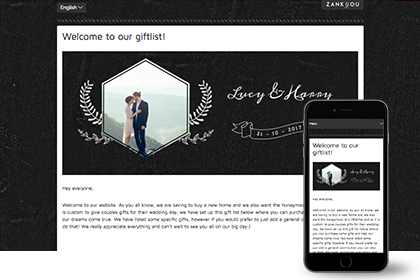 English
ZANKYOU
Welcome to our giftlist!
Lucy & Harry
21 - 10 - 2017
Hey everyone,
Welcome to our website. As you all know, we are saving to buy a new home and we also want the honeymoo
is custom to give couples gifts for their wedding day, we have set up this gift list below where you can purcha
our dreams come true. We have listed some specific gifts, however if you would prefer to just add a general c
do that! We really appreciate everything and can't wait to see you all on our big day:)
Menu
Welcome to our
giftlist!
Lucy & Harry
Hey everyone,
Welcome to our website. As you all know, we
are saving to buy a new home and we also
want the honeymoon of a lifetime and as it is
custom to give couples gifts for their wedding
day, we have set up this gift list below where
you can purchase some gifts and help our
dreams come true. We have listed some
specific gifts, however if you would prefer to
just add a general contribution you can also